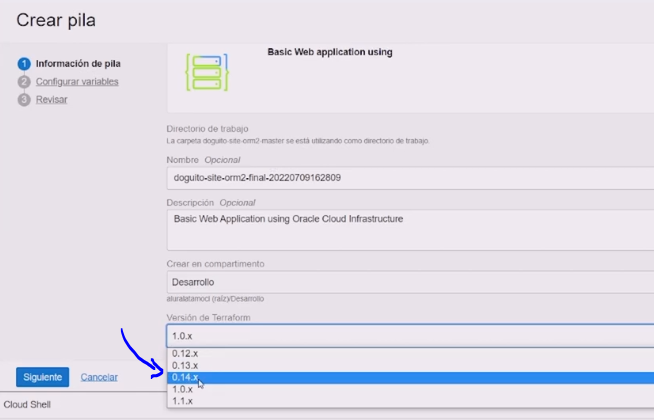 Crear pila
1 Información de pila
2 Configurar variables
3 Revisar
Basic Web application using
Directorio de trabajo
La carpeta doguito-site-orm2-master se está utilizando como directorio de trabajo.
Nombre Opcional
doguito-site-orm2-final-20220709162809
Descripción Opcional
Basic Web Application using Oracle Cloud Infrastructure
Crear en compartimento
Desarrollo
aluralatamoci (raíz)/Desarrollo
Versión de Terraform
1.0.x
0.12.x
0.13.x
0.14.x
1.0.x
1.1.x
Siguiente Cancelar
Cloud Shell